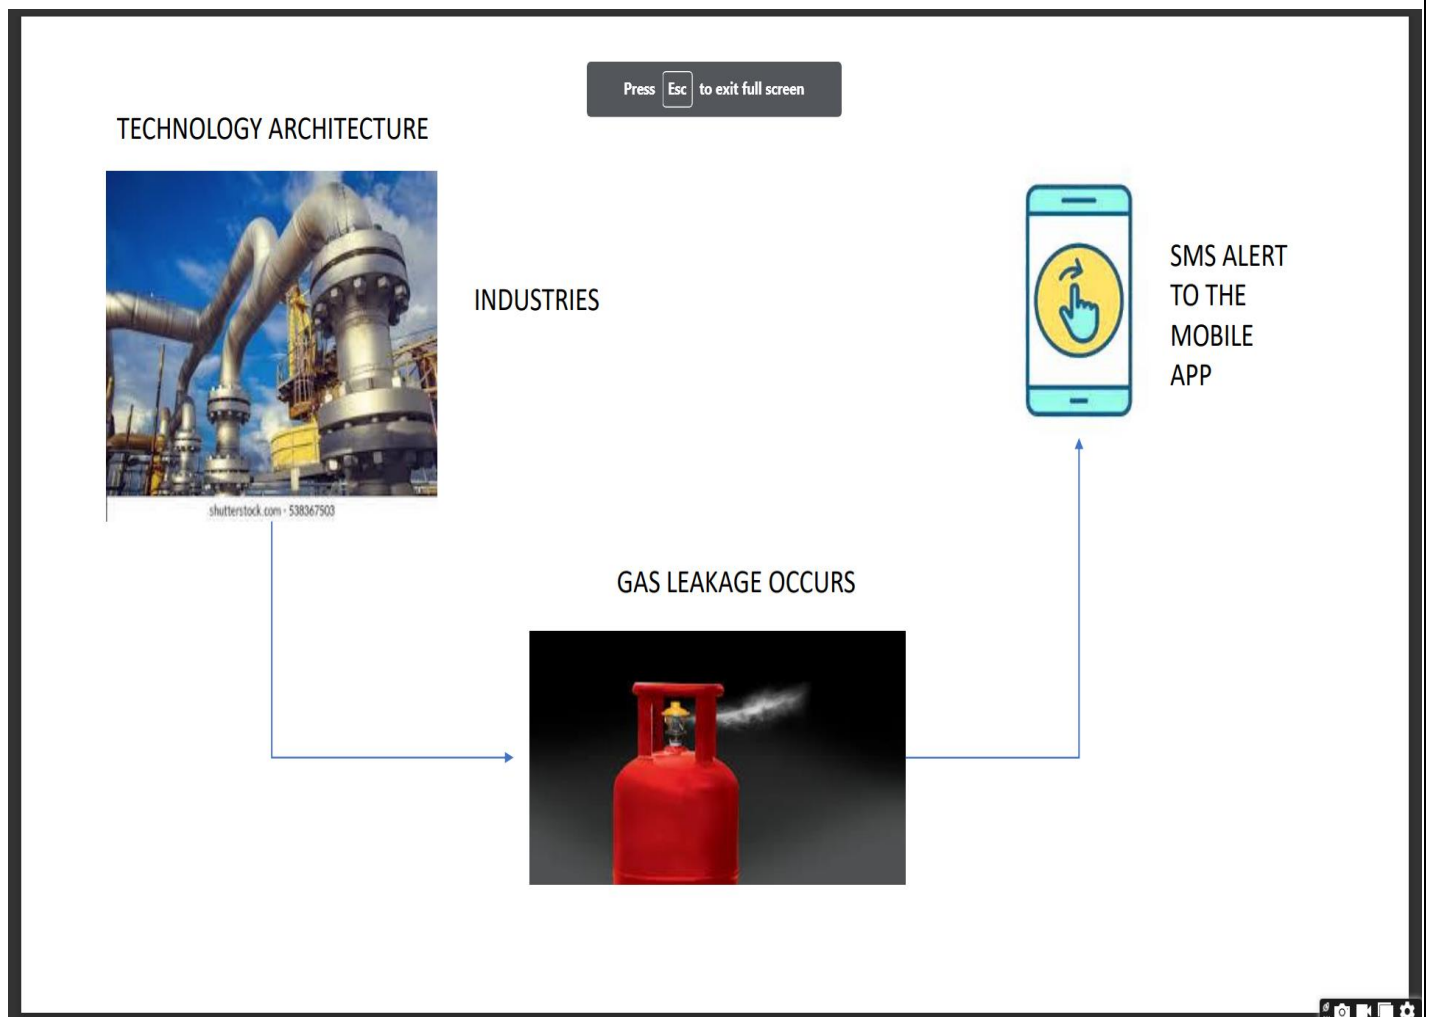 Press Esc to exit full screen
TECHNOLOGY ARCHITECTURE
INDUSTRIES
SMS ALERT
TO THE
MOBILE
APP
shutterstock.com · 538367503
GAS LEAKAGE OCCURS